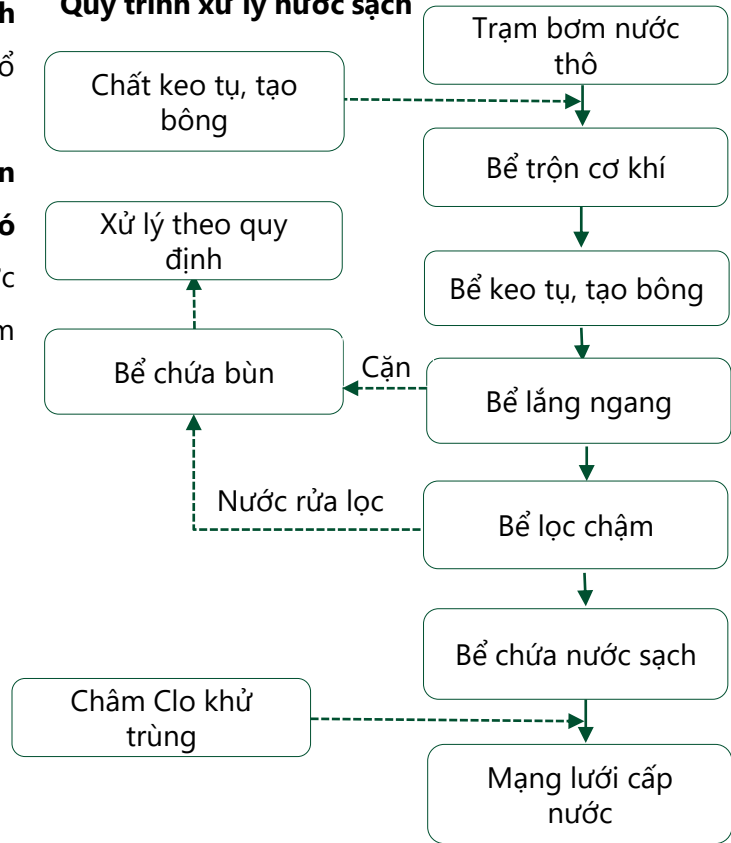 h
Quy trình xử lý nước sạch
ổ
Trạm bơm nước
thô
Chất keo tụ, tạo
bông
Bể trộn cơ khí
n
ó
Xử lý theo quy
định
Bể keo tụ, tạo bông
Bể chứa bùn
Cặn
Bể lắng ngang
Nước rửa lọc
Bể lọc chậm
Bể chứa nước sạch
Châm Clo khử
trùng
Mạng lưới cấp
nước